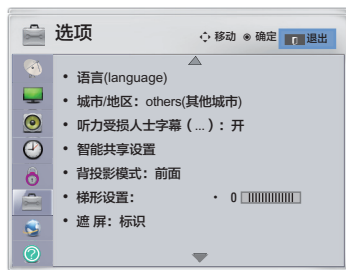 选项 移动 确定 退出
语言(language)
城市/地区：others(其他城市)
听力受损人士字幕（...）：开
智能共享设置
背投影模式：前面
梯形设置： · 0
遮 屏：标识